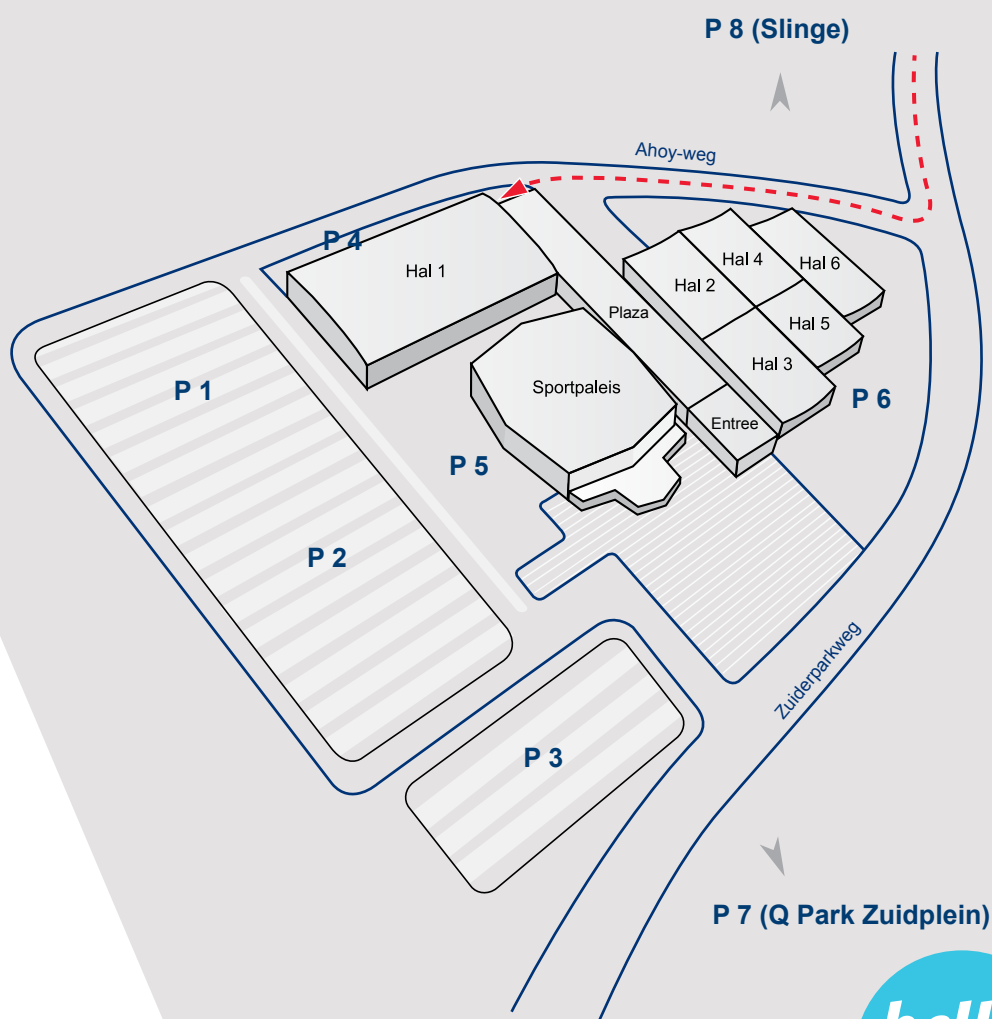 P 8 (Slinge)
Ahoy-weg
P 4
Hal 1
Hal 4
Hal 6
Hal 2
Plaza
Hal 5
Hal 3
Sportpaleis
P 1
P 6
Entree
P 5
P 2
Zuiderparkweg
P 3
P 7 (Q Park Zuidplein)